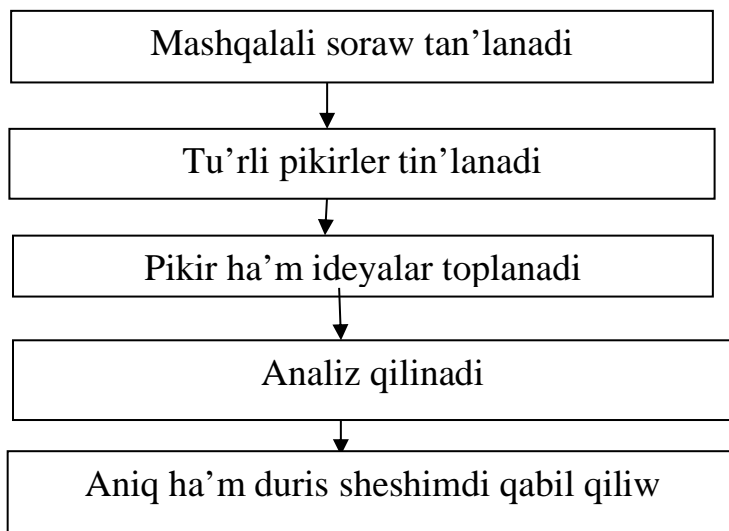 Mashqalali soraw tan’lanadi
Tu’rli pikirler tin’lanadi
Pikir ha’m ideyalar toplanadi
Analiz qilinadi
Aniq ha’m duris sheshimdi qabil qiliw